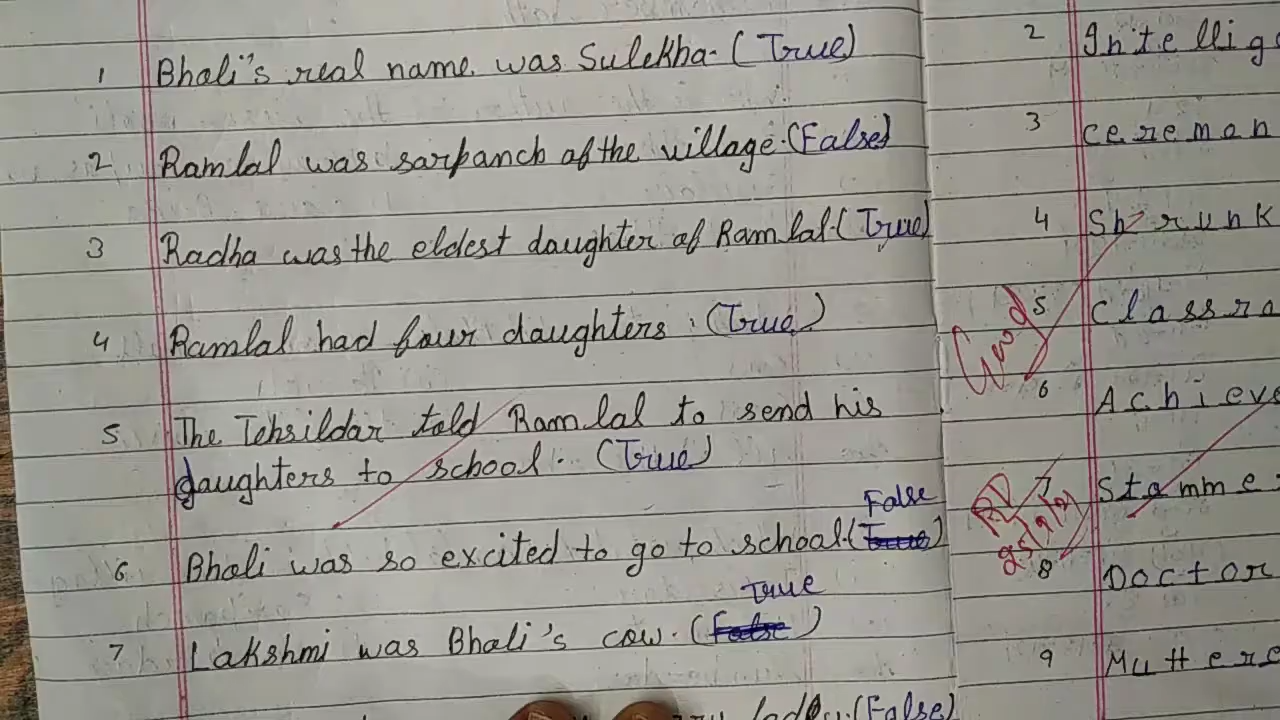 1 Bholi's real name was Sulekha. (True)
2 Ramlal was sarpanch of the village. (False)
3 Radha was the eldest daughter of Ramlal. (True)
4 Ramlal had four daughters. (True)
5 The Tehsildar told Ramlal to send his
daughters to school. (True)
False
6 Bholi was so excited to go to school. (True)
True
7 Lakshmi was Bholi's cow. (False)
(False)
2 Intellig
3 ceremon
4 Shrunk
Good
5 Classro
6 Achieve
7 Stammer
8 Doctor
9 Muttere